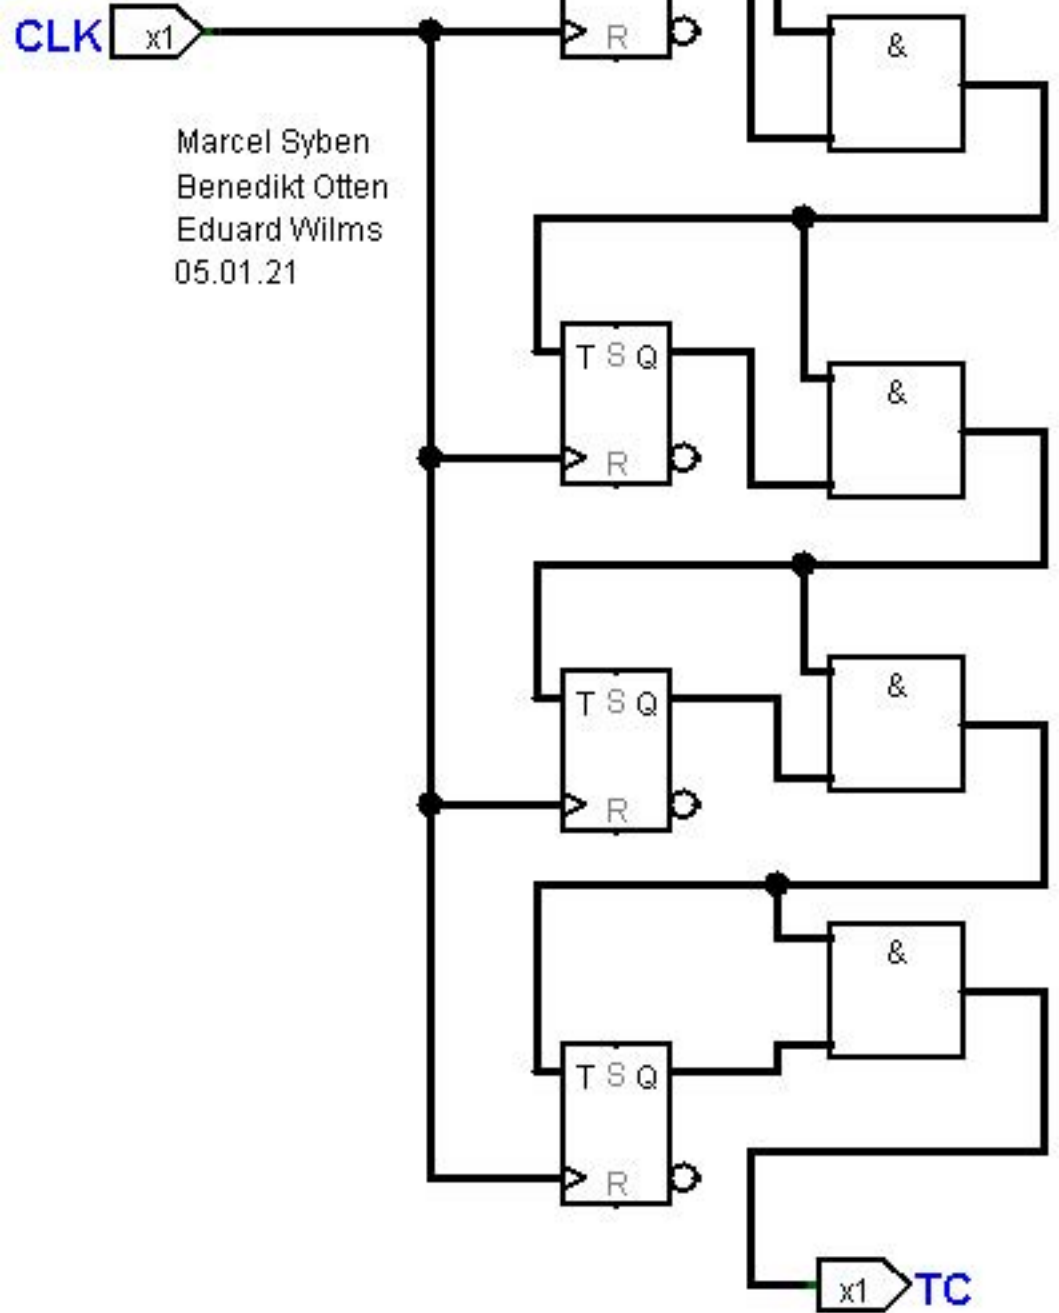 CLK x1 R &
Marcel Syben
Benedikt Otten
Eduard Wilms
05.01.21
T S Q &
R
&
T S Q
R
&
T S Q
R
x1 TC